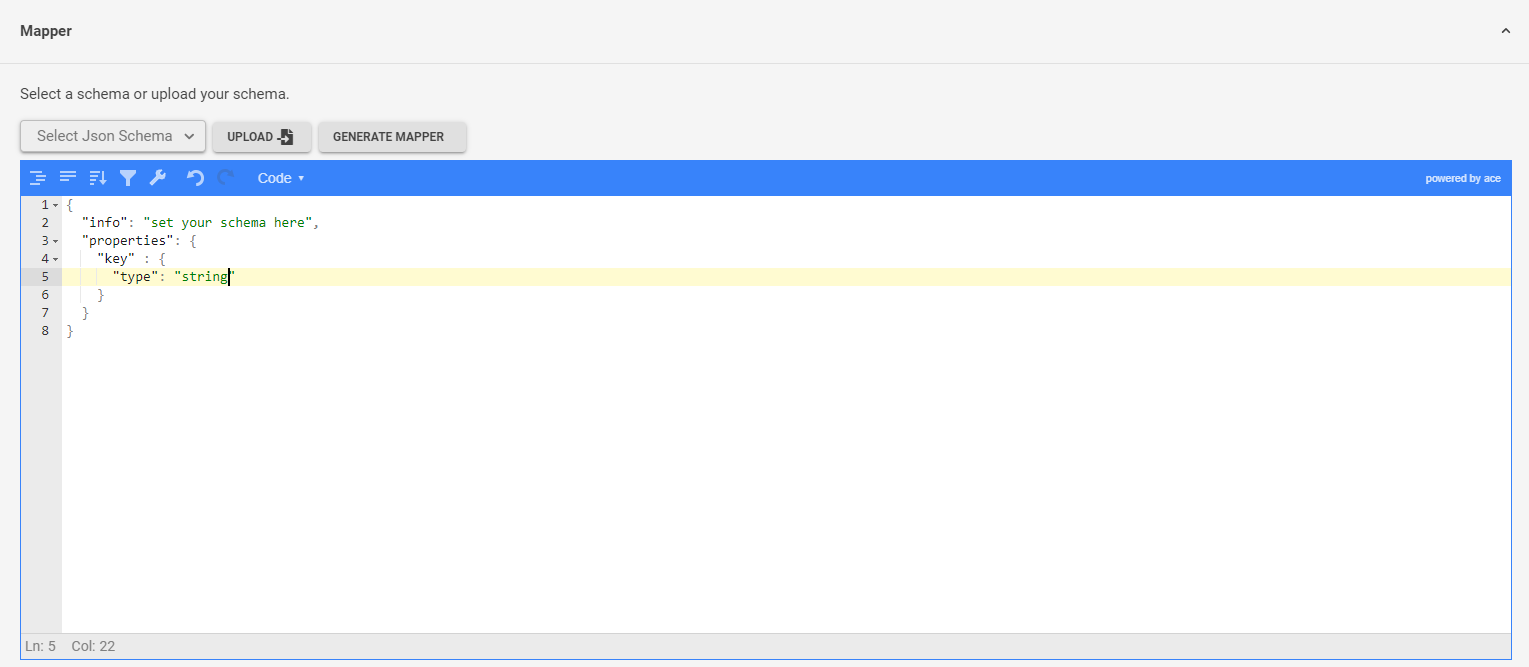 Mapper
Select a schema or upload your schema.
Select Json Schema UPLOAD GENERATE MAPPER
Code ▾ powered by ace
1 {
2 "info": "set your schema here",
3 "properties": {
4 "key" : {
5 "type": "string"
6 }
7 }
8 }
Ln: 5 Col: 22